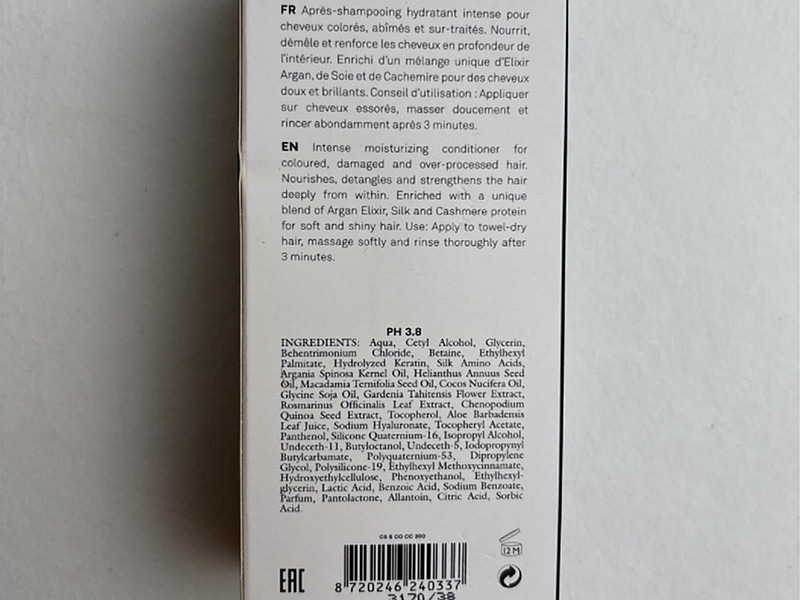 FR Après-shampooing hydratant intense pour
cheveux colorés, abîmés et sur-traités. Nourrit,
démêle et renforce les cheveux en profondeur de
l'intérieur. Enrichi d'un mélange unique d'Elixir
Argan, de Soie et de Cachemire pour des cheveux
doux et brillants. Conseil d'utilisation : Appliquer
sur cheveux essorés, masser doucement et
rincer abondamment après 3 minutes.
EN Intense moisturizing conditioner for
coloured, damaged and over-processed hair.
Nourishes, detangles and strengthens the hair
deeply from within. Enriched with a unique
blend of Argan Elixir, Silk and Cashmere protein
for soft and shiny hair. Use: Apply to towel-dry
hair, massage softly and rinse thoroughly after
3 minutes.
PH 3.8
INGREDIENTS: Aqua, Cetyl Alcohol, Glycerin,
Behentrimonium Chloride, Betaine, Ethylhexyl
Palmitate, Hydrolyzed Keratin, Silk Amino Acids,
Argania Spinosa Kernel Oil, Helianthus Annuus Seed
Oil, Macadamia Ternifolia Seed Oil, Cocos Nucifera Oil,
Glycine Soja Oil, Gardenia Tahitensis Flower Extract,
Rosmarinus Officinalis Leaf Extract, Chenopodium
Quinoa Seed Extract, Tocopherol, Aloe Barbadensis
Leaf Juice, Sodium Hyaluronate, Tocopheryl Acetate,
Panthenol, Silicone Quaternium-16, Isopropyl Alcohol,
Undeceth-11, Butyloctanol, Undeceth-5, Iodopropynyl
Butylcarbamate, Polyquaternium-53, Dipropylene
Glycol, Polysilicone-19, Ethylhexyl Methoxycinnamate,
Hydroxyethylcellulose, Phenoxyethanol, Ethylhexyl-
glycerin, Lactic Acid, Benzoic Acid, Sodium Benzoate,
Parfum, Pantolactone, Allantoin, Citric Acid, Sorbic
Acid.
CS S CO CC 300
12M
EAC
8 720246 240337
3170/38